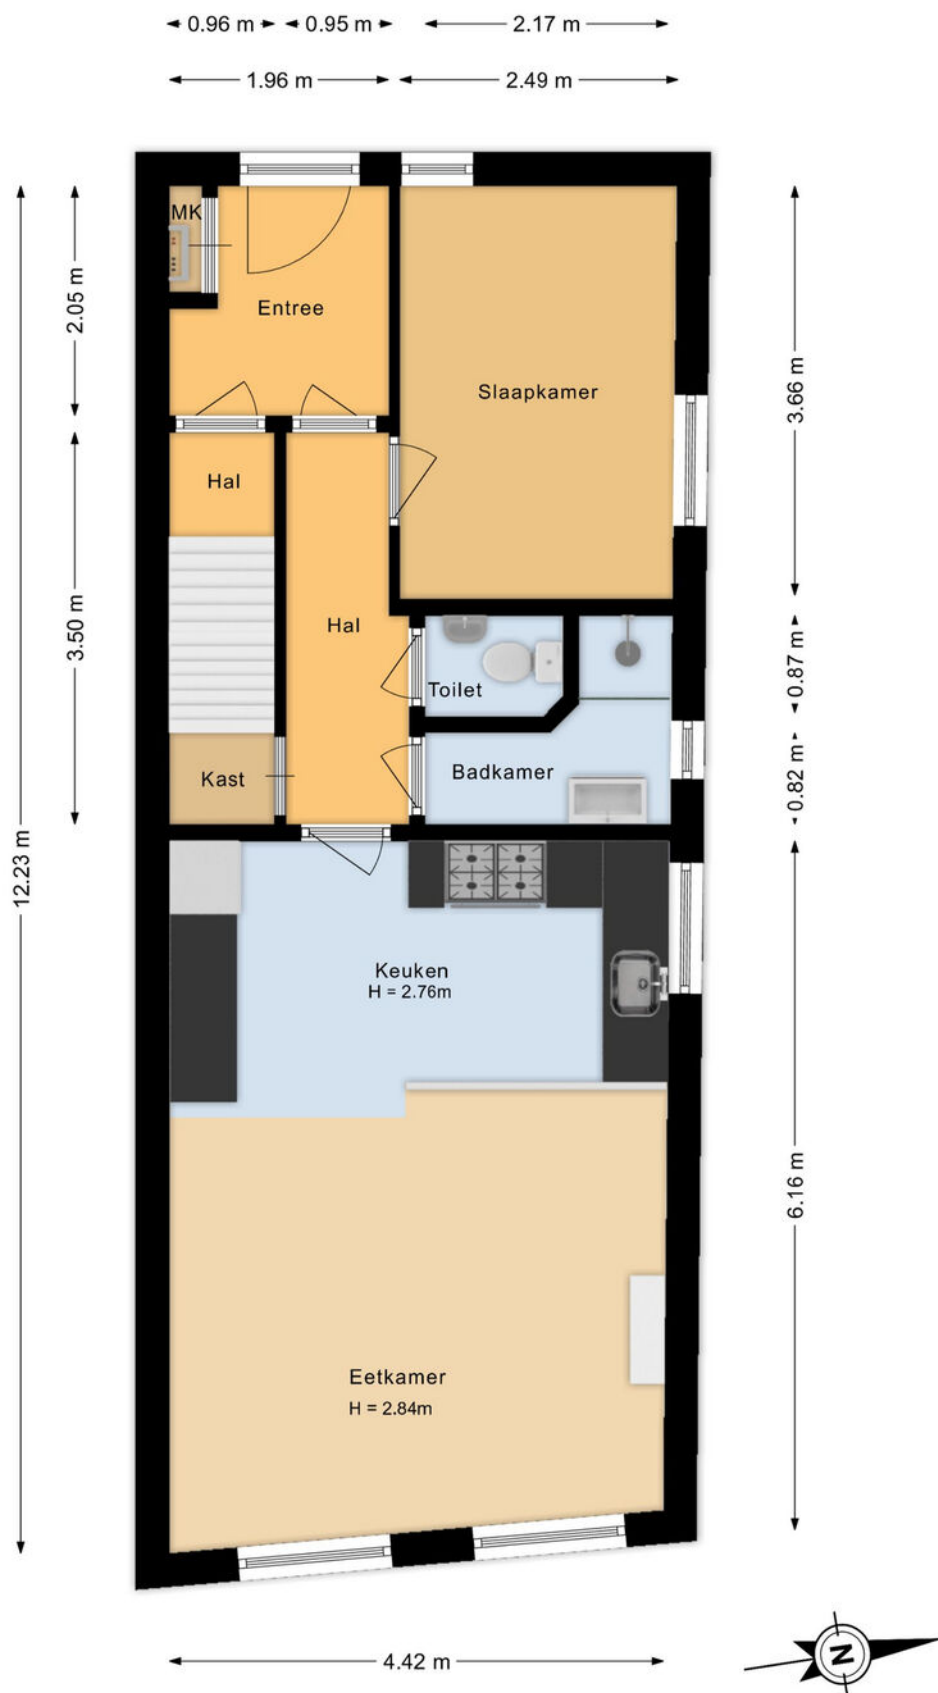 0.96 m
0.95 m
2.17 m
1.96 m
2.49 m
MK
2.05 m
Entree
3.66 m
Slaapkamer
Hal
3.50 m
Hal
0.87 m
Toilet
0.82 m
Badkamer
Kast
12.23 m
Keuken
H = 2.76m
6.16 m
Eetkamer
H = 2.84m
4.42 m
N